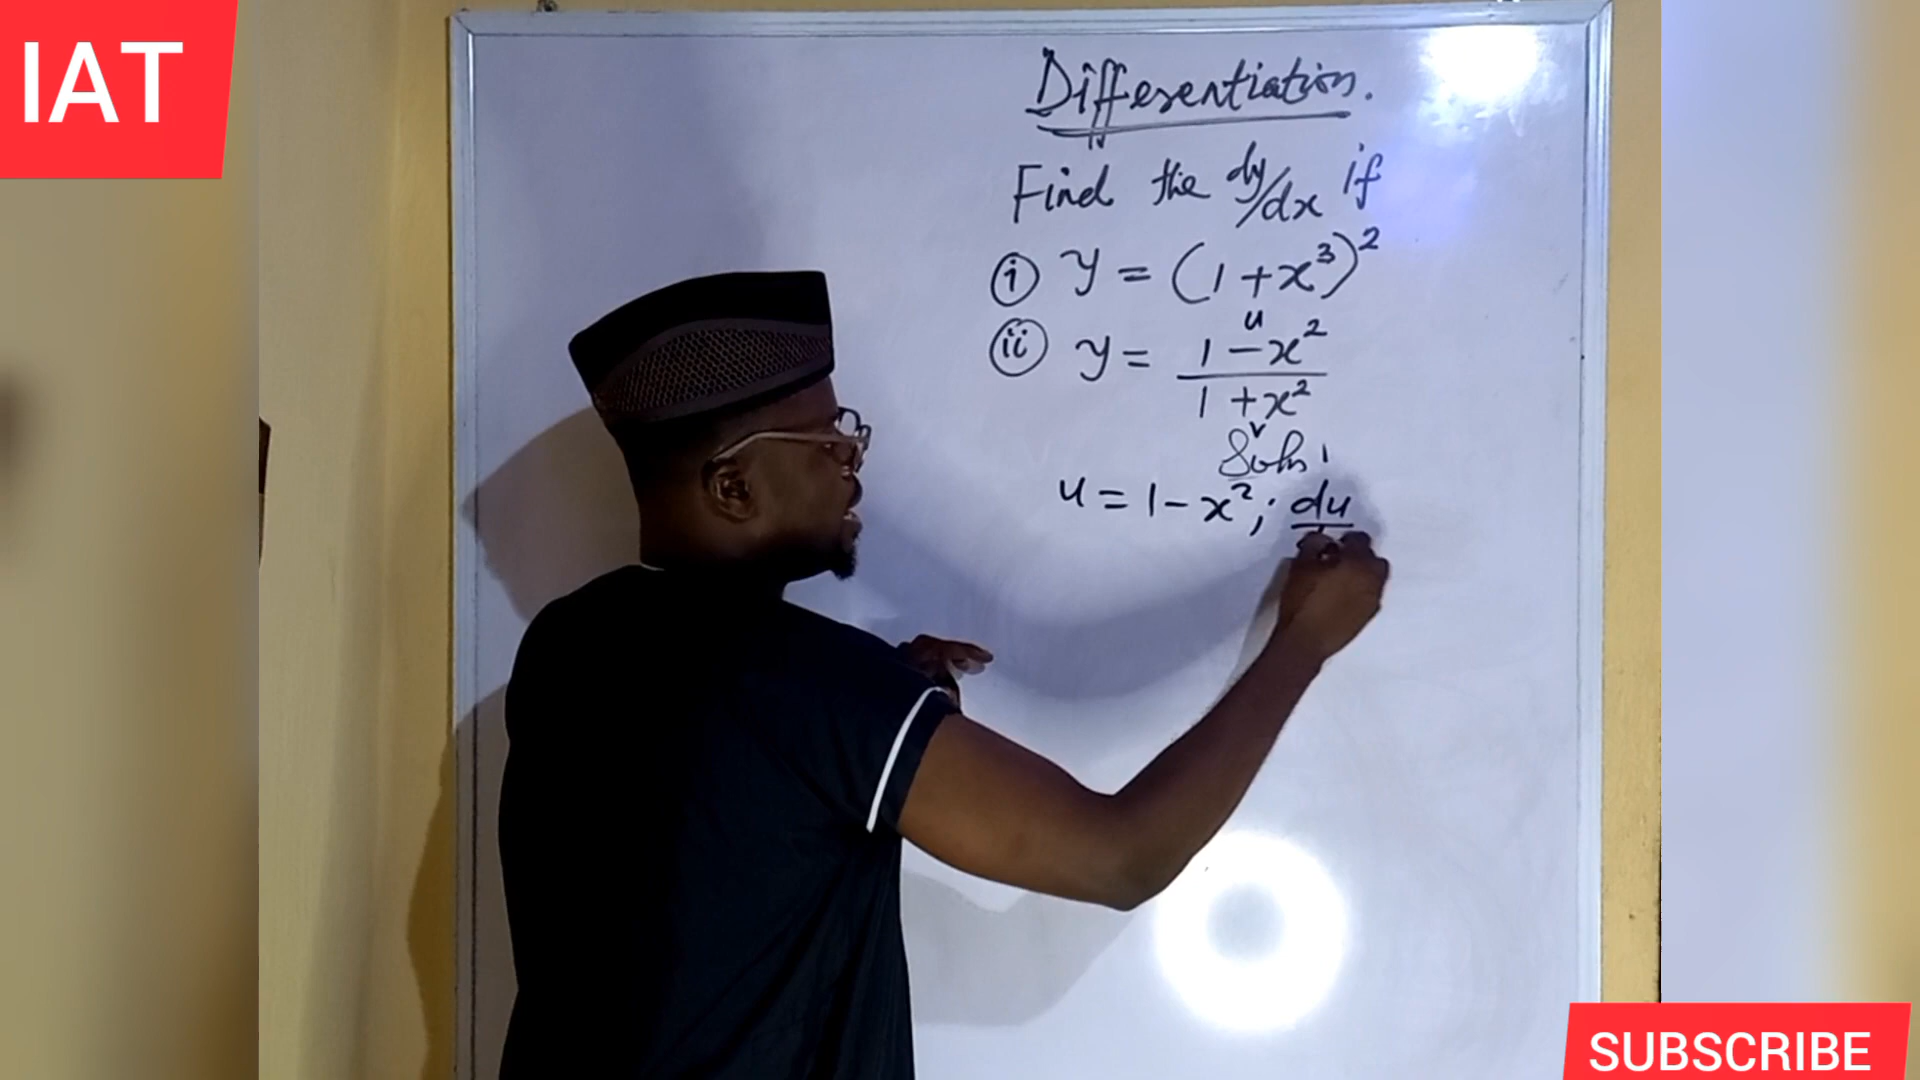 IAT
Differentiation.
Find the dy/dx if
(i) y = (1+x³)²
u
(ii) y = 1-x²/1+x²
v
Soln
u = 1-x²; du
SUBSCRIBE